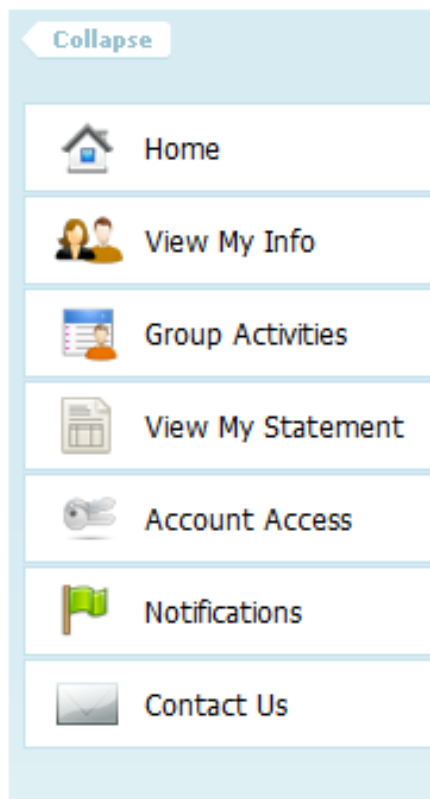 Collapse
Home
View My Info
Group Activities
View My Statement
Account Access
Notifications
Contact Us